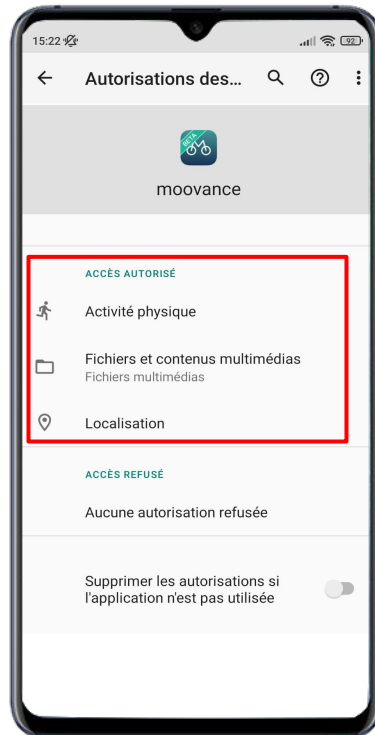 15:22
92
Autorisations des...
BETA
moovance
ACCÈS AUTORISÉ
Activité physique
Fichiers et contenus multimédias
Fichiers multimédias
Localisation
ACCÈS REFUSÉ
Aucune autorisation refusée
Supprimer les autorisations si
l'application n'est pas utilisée